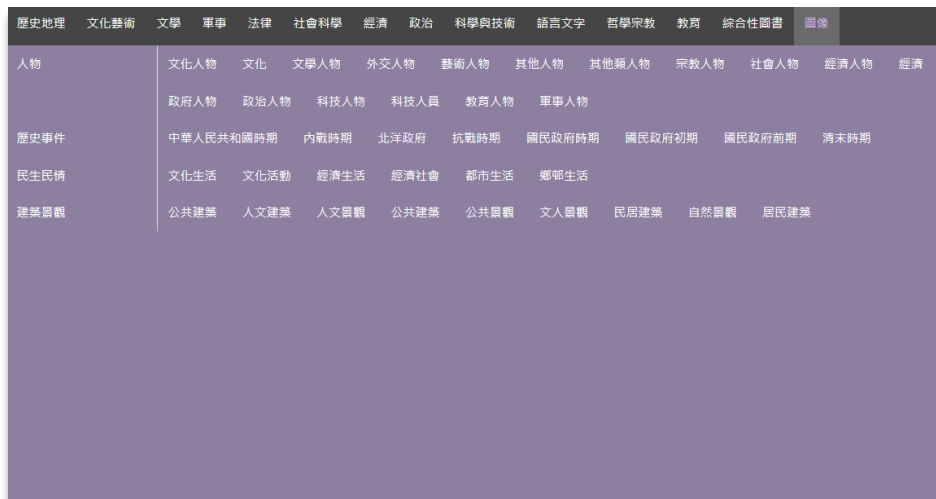 歷史地理 文化藝術 文學 軍事 法律 社會科學 經濟 政治 科學與技術 語言文字 哲學宗教 教育 綜合性圖書 圖像
人物 文化人物 文化 文學人物 外交人物 藝術人物 其他人物 其他類人物 宗教人物 社會人物 經濟人物 經濟
政府人物 政治人物 科技人物 科技人員 教育人物 軍事人物
歷史事件 中華人民共和國時期 內戰時期 北洋政府 抗戰時期 國民政府時期 國民政府初期 國民政府前期 清末時期
民生民情 文化生活 文化活動 經濟生活 經濟社會 都市生活 鄉邨生活
建築景觀 公共建築 人文建築 人文景觀 公共建築 公共景觀 文人景觀 民居建築 自然景觀 居民建築